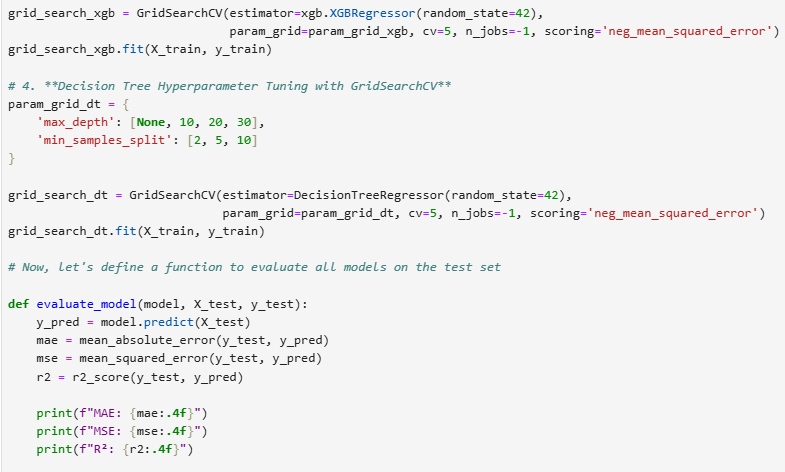 grid_search_xgb = GridSearchCV(estimator=xgb.XGBRegressor(random_state=42),
                               param_grid=param_grid_xgb, cv=5, n_jobs=-1, scoring='neg_mean_squared_error')
grid_search_xgb.fit(X_train, y_train)
# 4. **Decision Tree Hyperparameter Tuning with GridSearchCV**
param_grid_dt = {
    'max_depth': [None, 10, 20, 30],
    'min_samples_split': [2, 5, 10]
}
grid_search_dt = GridSearchCV(estimator=DecisionTreeRegressor(random_state=42),
                              param_grid=param_grid_dt, cv=5, n_jobs=-1, scoring='neg_mean_squared_error')
grid_search_dt.fit(X_train, y_train)
# Now, let's define a function to evaluate all models on the test set
def evaluate_model(model, X_test, y_test):
    y_pred = model.predict(X_test)
    mae = mean_absolute_error(y_test, y_pred)
    mse = mean_squared_error(y_test, y_pred)
    r2 = r2_score(y_test, y_pred)
    print(f"MAE: {mae:.4f}")
    print(f"MSE: {mse:.4f}")
    print(f"R²: {r2:.4f}")